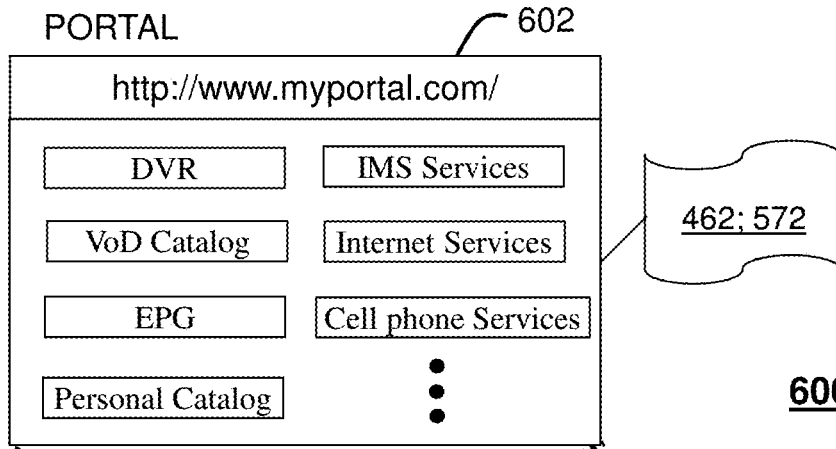 PORTAL
602
http://www.myportal.com/
DVR
IMS Services
VoD Catalog
Internet Services
462; 572
EPG
Cell phone Services
Personal Catalog
600